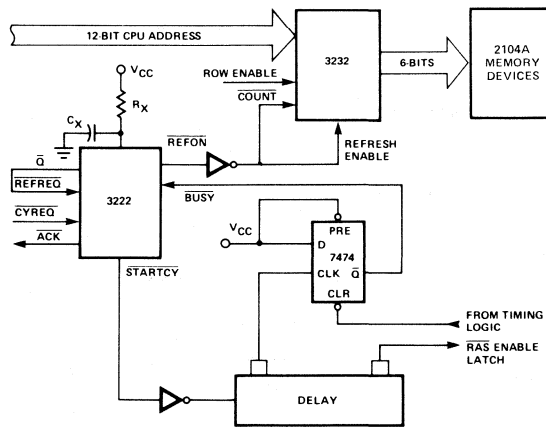 12-BIT CPU ADDRESS
3232
6-BITS
2104A
MEMORY
DEVICES
ROW ENABLE
COUNT
VCC
RX
CX
REFON
REFRESH
ENABLE
Q
REFREQ
CYREQ
ACK
3222
BUSY
STARTCY
VCC
PRE
D
7474
CLK
Q
CLR
FROM TIMING
LOGIC
RAS ENABLE
LATCH
DELAY